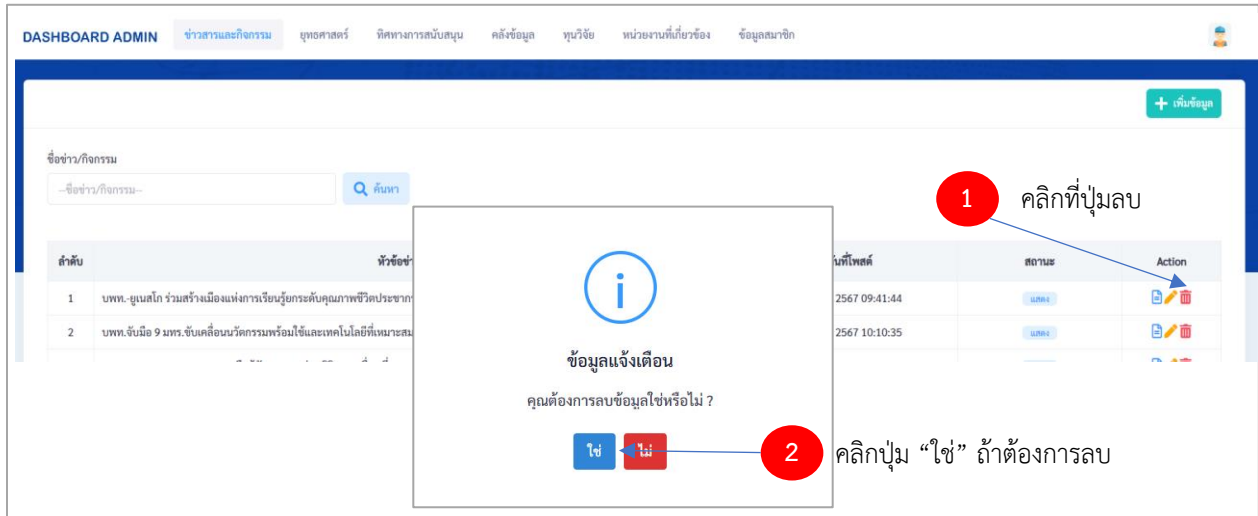 DASHBOARD ADMIN ข่าวสารและกิจกรรม ยุทธศาสตร์ ทิศทางการสนับสนุน คลังข้อมูล ทุนวิจัย หน่วยงานที่เกี่ยวข้อง ข้อมูลสมาชิก
+ เพิ่มข้อมูล
ชื่อข่าว/กิจกรรม
--ชื่อข่าว/กิจกรรม-- ค้นหา
1 คลิกที่ปุ่มลบ
ลำดับ หัวข้อข่า นที่โพสต์ สถานะ Action
1 บพท.-ยูเนสโก ร่วมสร้างเมืองแห่งการเรียนรู้ยกระดับคุณภาพชีวิตประชากร 2567 09:41:44 แสดง
2 บพท.จับมือ 9 มทร.ขับเคลื่อนนวัตกรรมพร้อมใช้และเทคโนโลยีที่เหมาะสม 2567 10:10:35 แสดง
ข้อมูลแจ้งเตือน
คุณต้องการลบข้อมูลใช่หรือไม่ ?
ใช่ ไม่ 2 คลิกปุ่ม “ใช่” ถ้าต้องการลบ